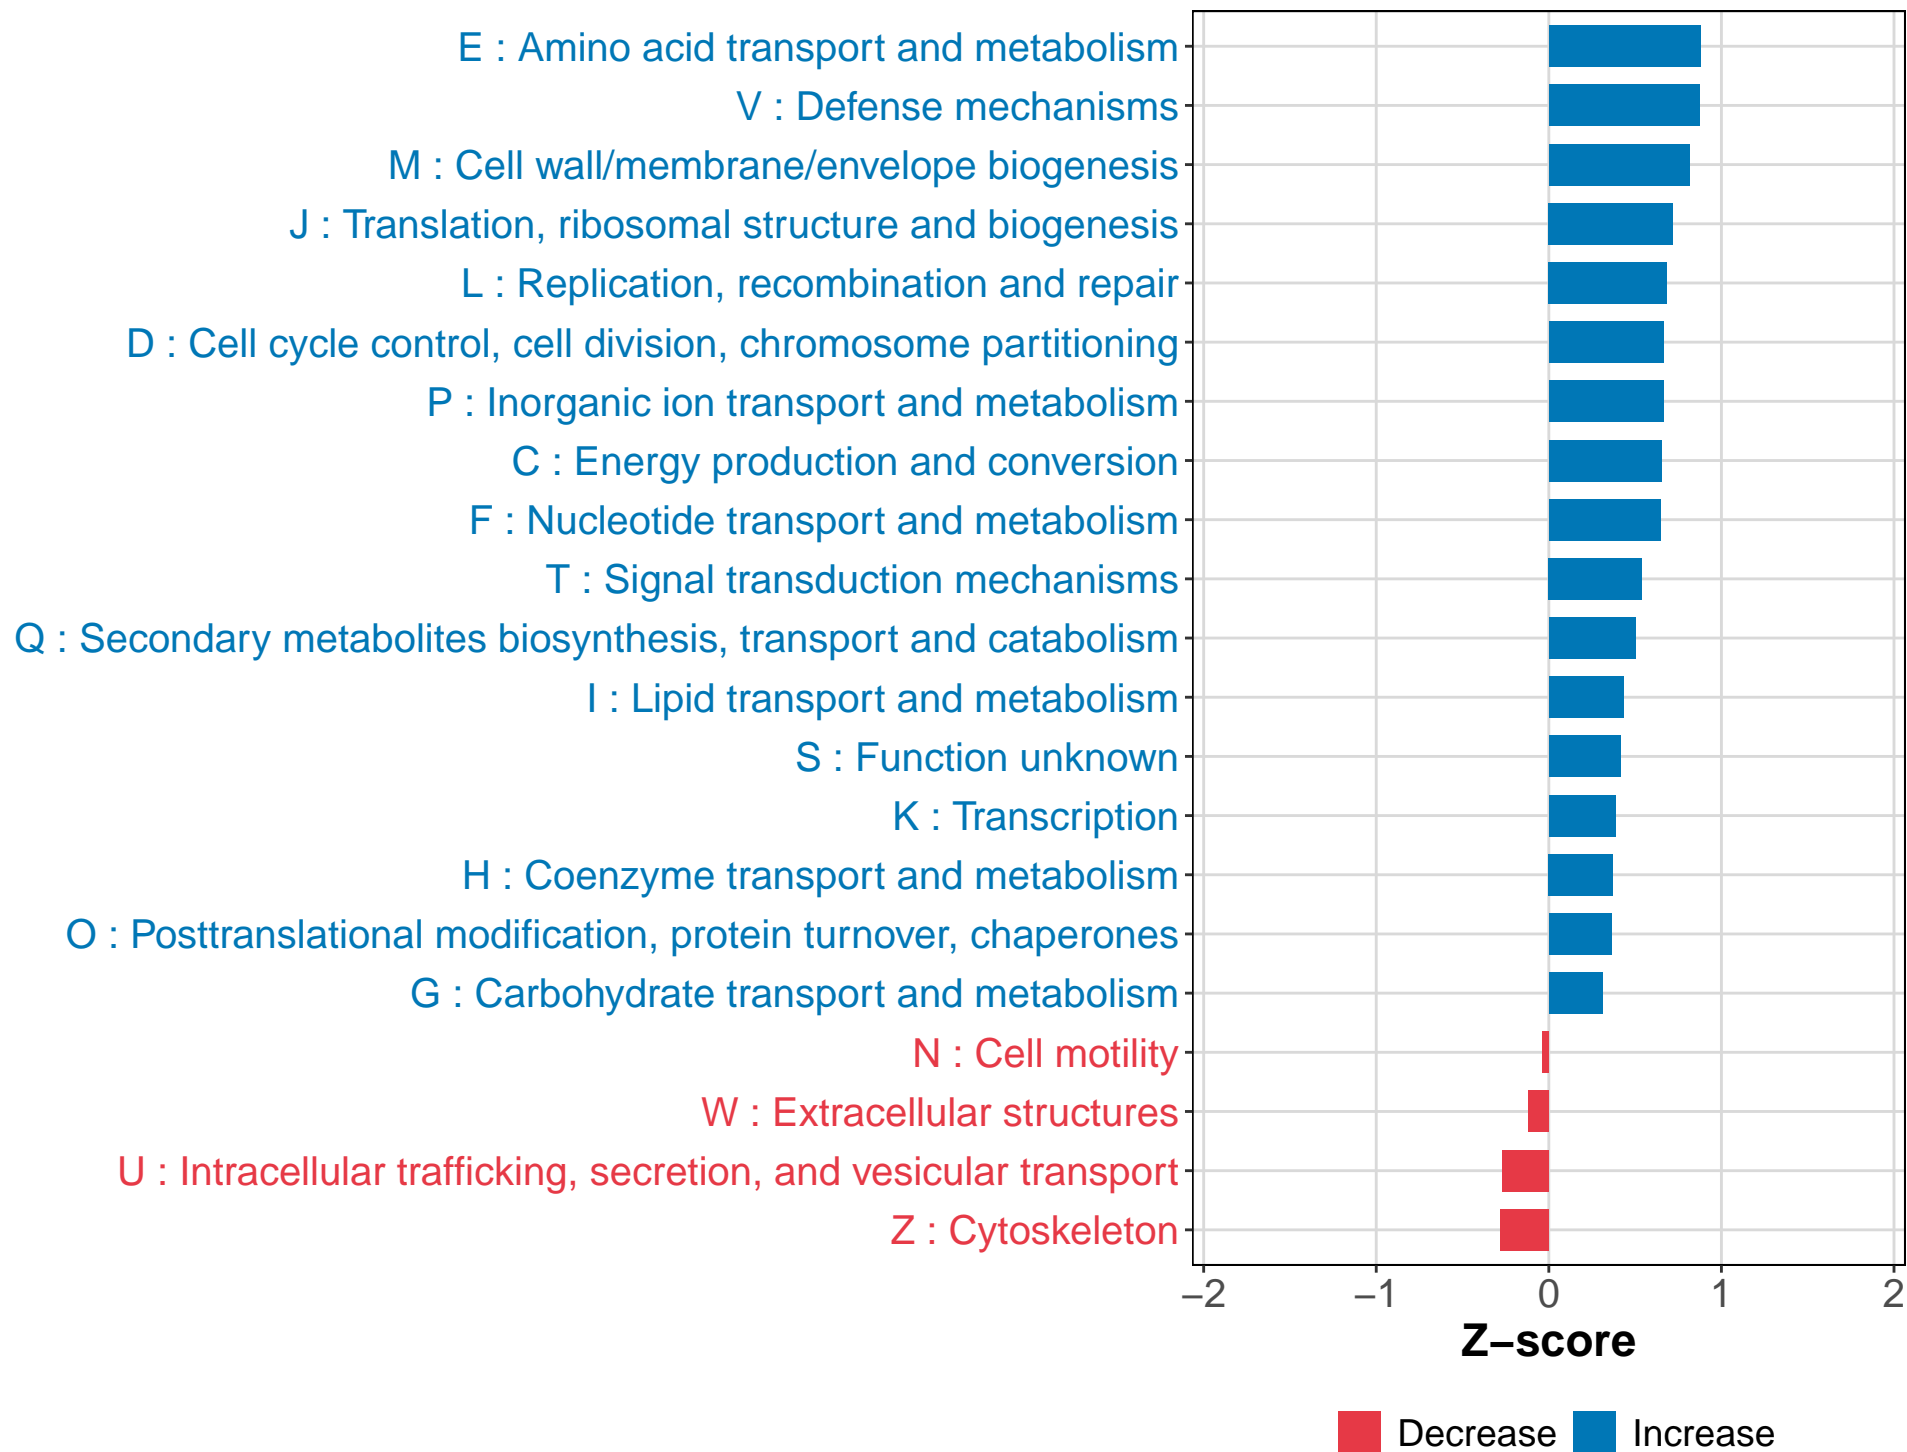 E : Amino acid transport and metabolism
V : Defense mechanisms
M : Cell wall/membrane/envelope biogenesis
J : Translation, ribosomal structure and biogenesis
L : Replication, recombination and repair
D : Cell cycle control, cell division, chromosome partitioning
P : Inorganic ion transport and metabolism
C : Energy production and conversion
F : Nucleotide transport and metabolism
T : Signal transduction mechanisms
Q : Secondary metabolites biosynthesis, transport and catabolism
I : Lipid transport and metabolism
S : Function unknown
K : Transcription
H : Coenzyme transport and metabolism
O : Posttranslational modification, protein turnover, chaperones
G : Carbohydrate transport and metabolism
N : Cell motility
W : Extracellular structures
U : Intracellular trafficking, secretion, and vesicular transport
Z : Cytoskeleton
−2 −1 0 1 2
Z−score
Decrease Increase